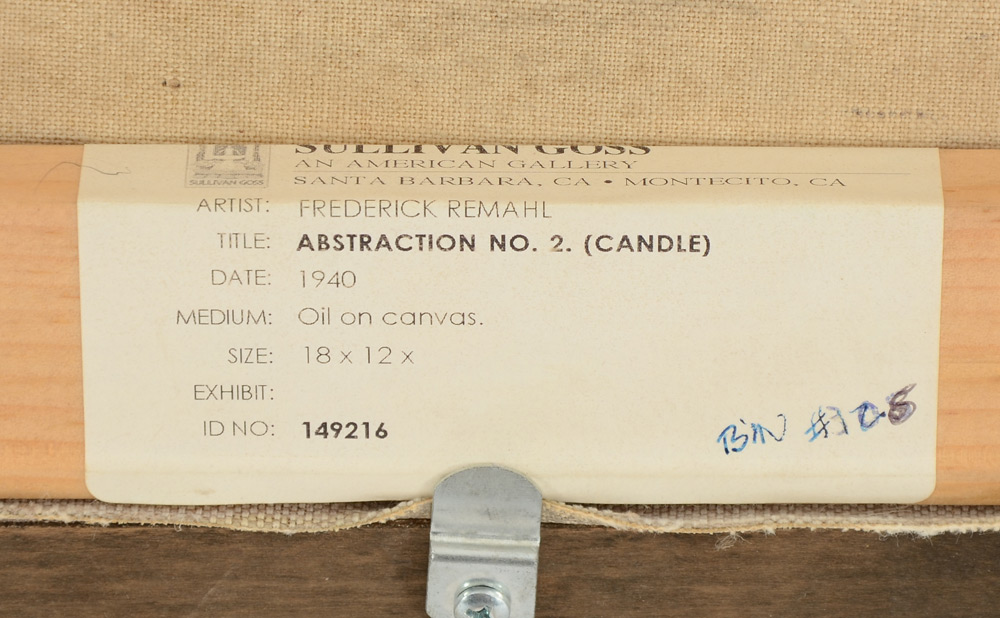 SULLIVAN GOSS
SULLIVAN GOSS
AN AMERICAN GALLERY
SANTA BARBARA, CA • MONTECITO, CA
ARTIST: FREDERICK REMAHL
TITLE: ABSTRACTION NO. 2. (CANDLE)
DATE: 1940
MEDIUM: Oil on canvas.
SIZE: 18 x 12 x
EXHIBIT:
ID NO: 149216
BIN